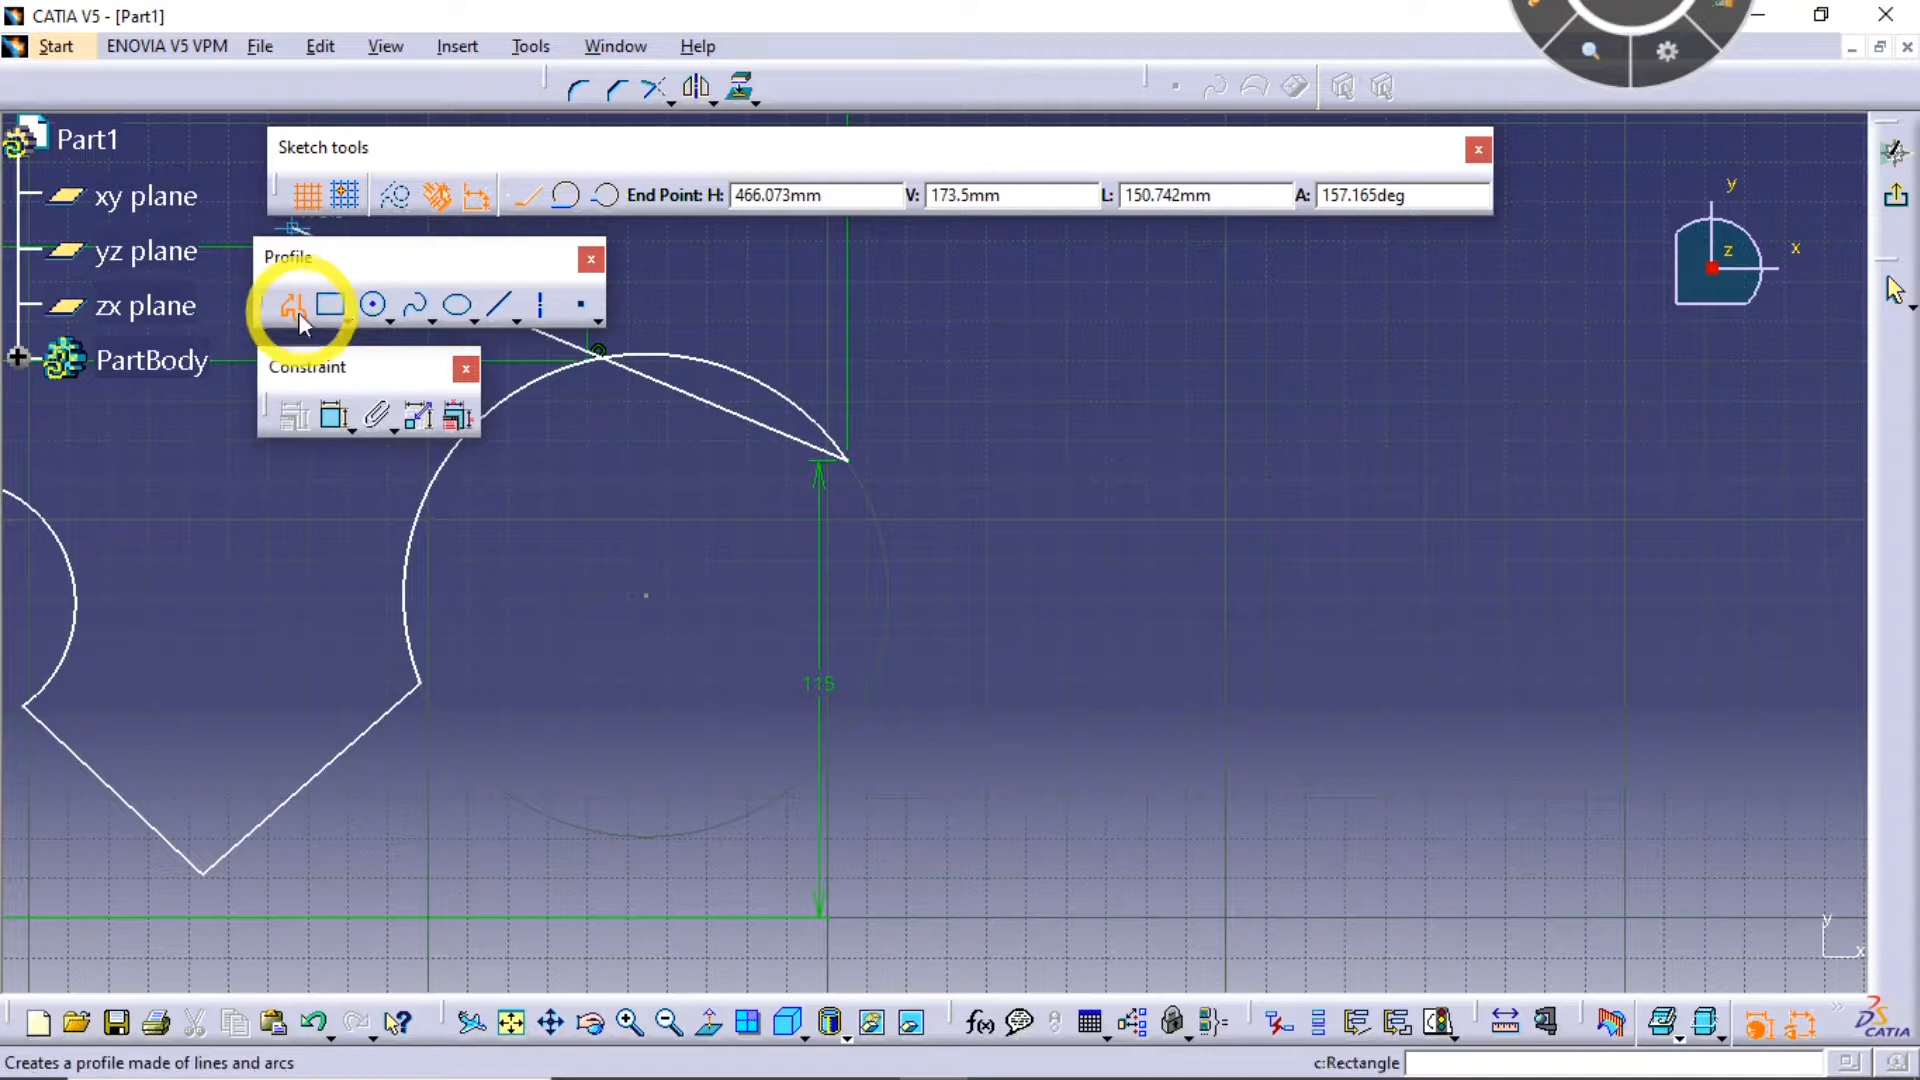 CATIA V5 - [Part1]
Start ENOVIA V5 VPM File Edit View Insert Tools Window Help
Part1
Sketch tools
End Point: H: 466.073mm V: 173.5mm L: 150.742mm A: 157.165deg
xy plane
yz plane
zx plane
PartBody
Profile
Constraint
y
x
z
115
y
x
f(x)
DS
CATIA
Creates a profile made of lines and arcs
c:Rectangle